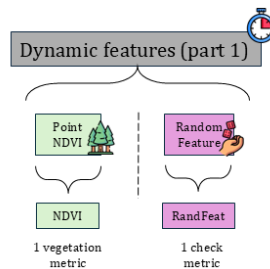 Dynamic features (part 1)
Point
NDVI
Random
Feature
NDVI
RandFeat
1 vegetation
metric
1 check
metric